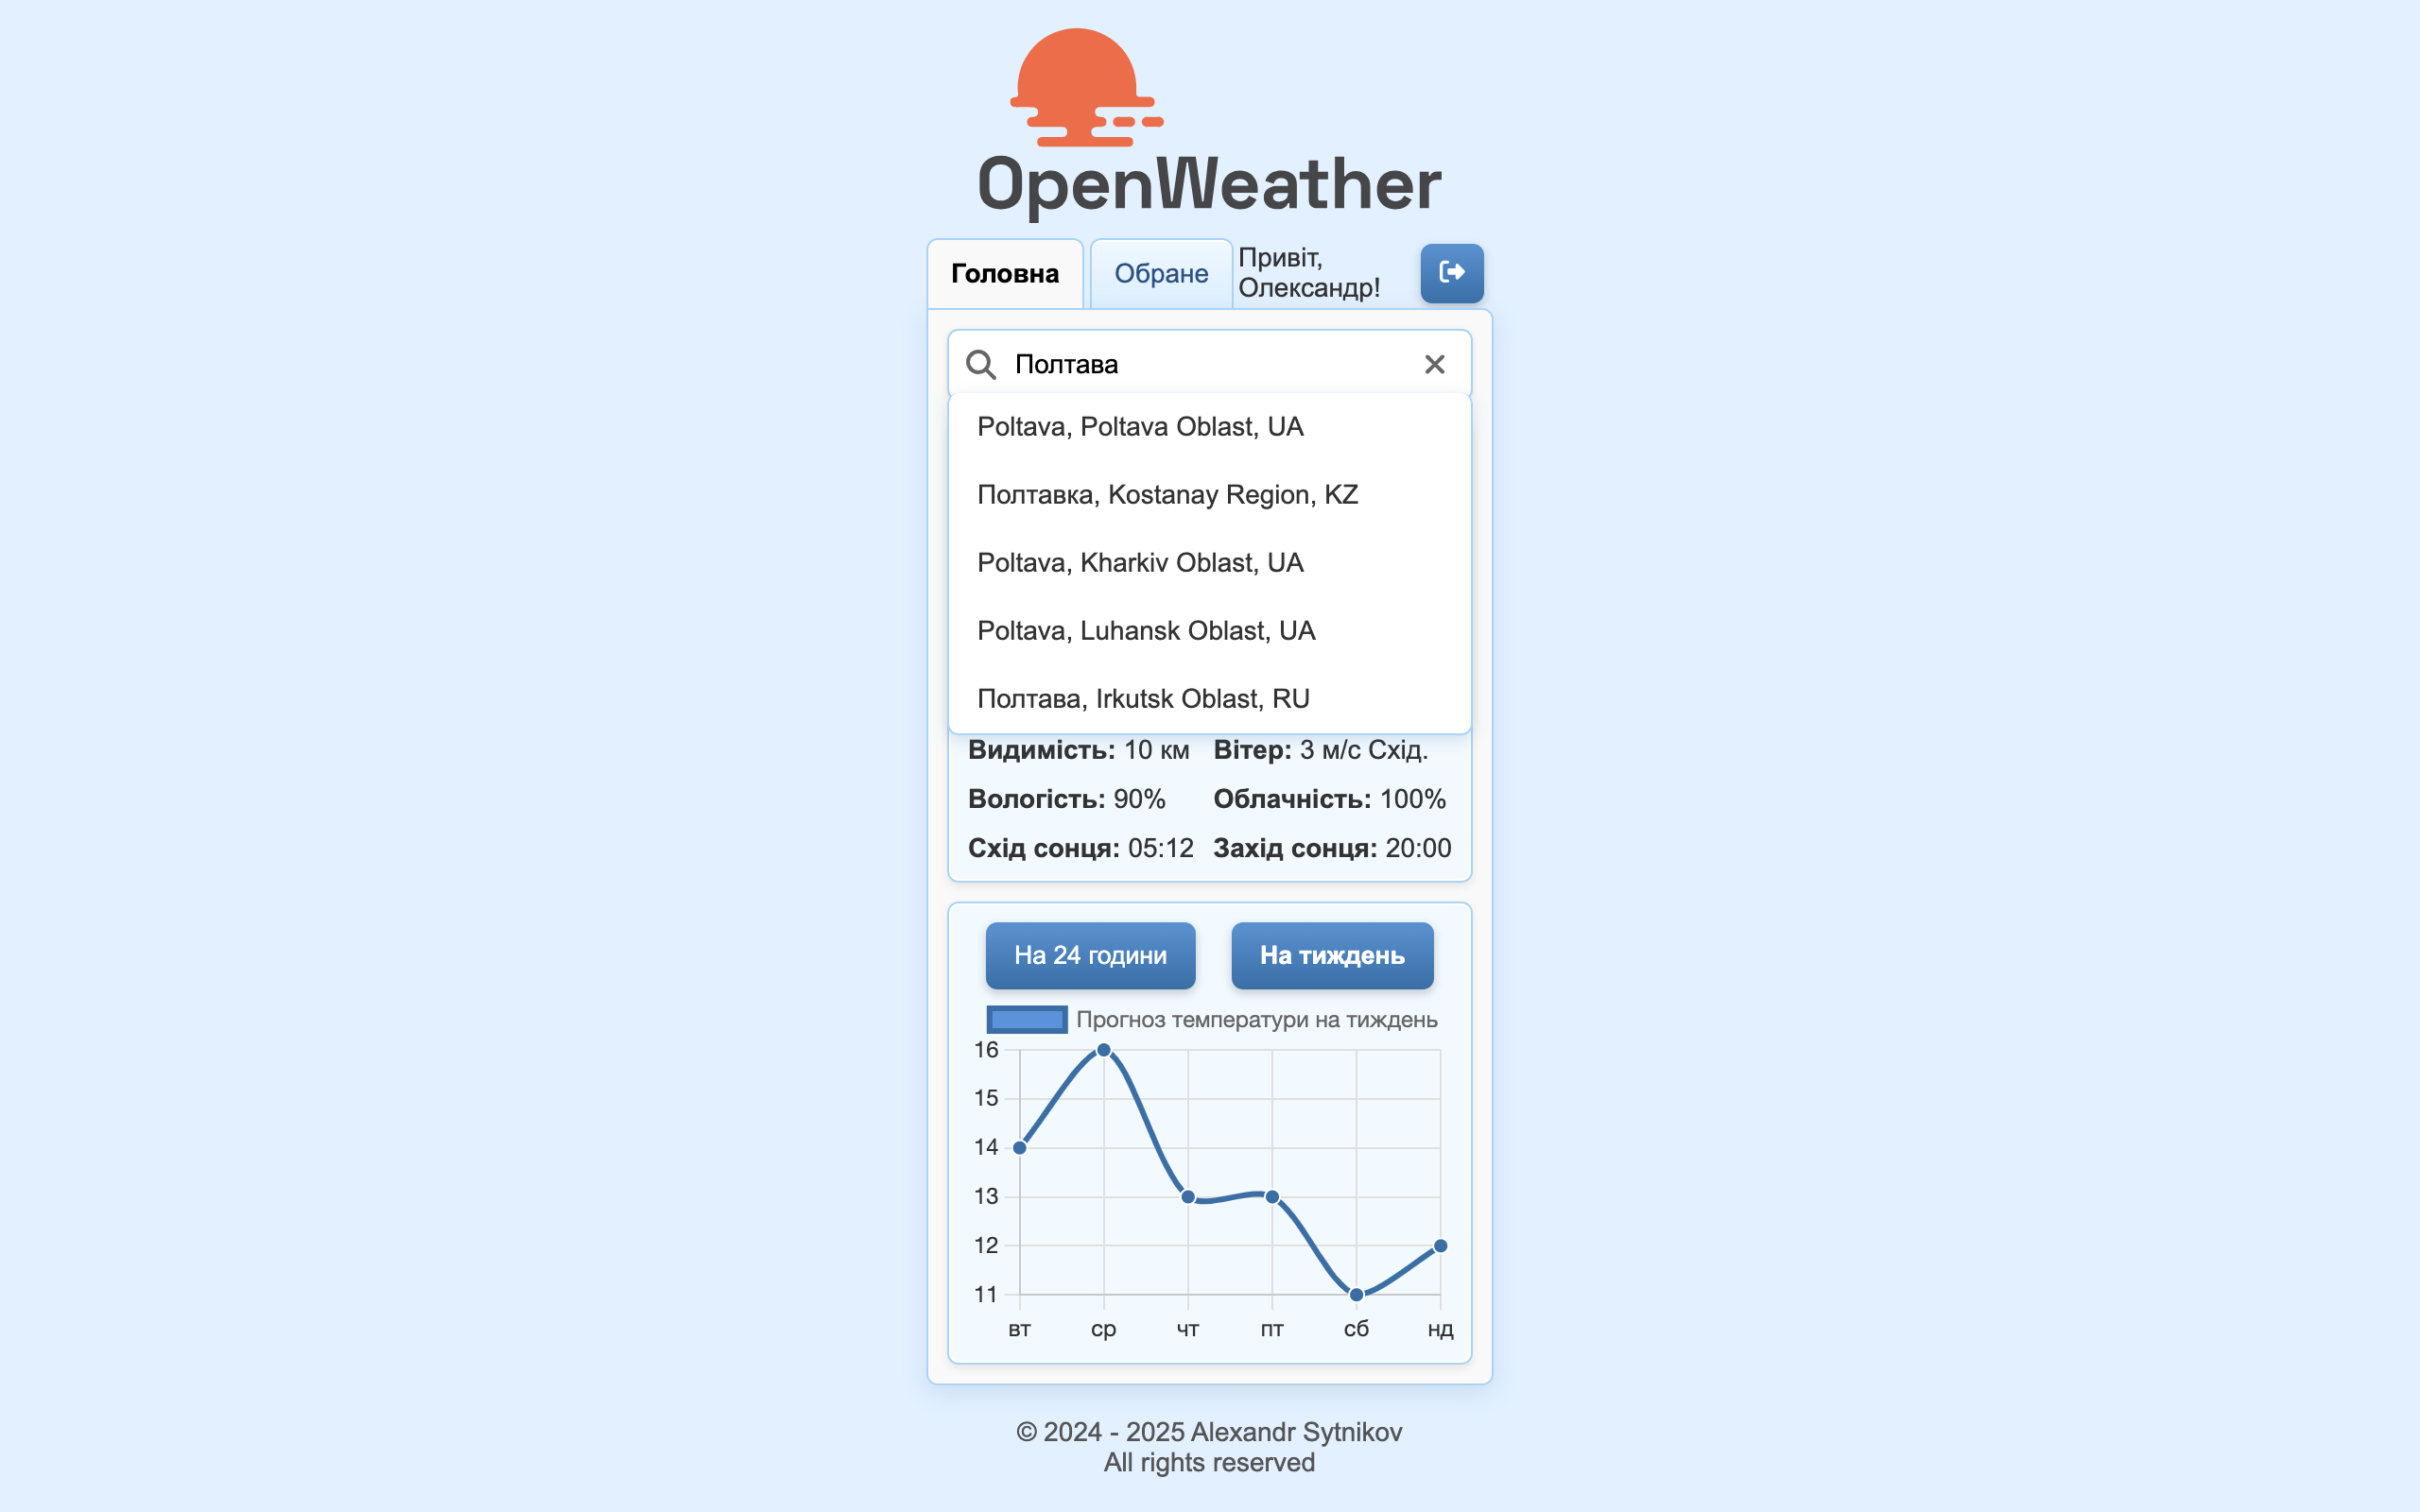 OpenWeather
Головна
Обране
Привіт,
Олександр!
Полтава
Poltava, Poltava Oblast, UA
Полтавка, Kostanay Region, KZ
Poltava, Kharkiv Oblast, UA
Poltava, Luhansk Oblast, UA
Полтава, Irkutsk Oblast, RU
Видимість: 10 км Вітер: 3 м/с Схід.
Вологість: 90% Облачність: 100%
Схід сонця: 05:12 Захід сонця: 20:00
На 24 години
На тиждень
Прогноз температури на тиждень
16
15
14
13
12
11
вт ср чт пт сб нд
© 2024 - 2025 Alexandr Sytnikov
All rights reserved